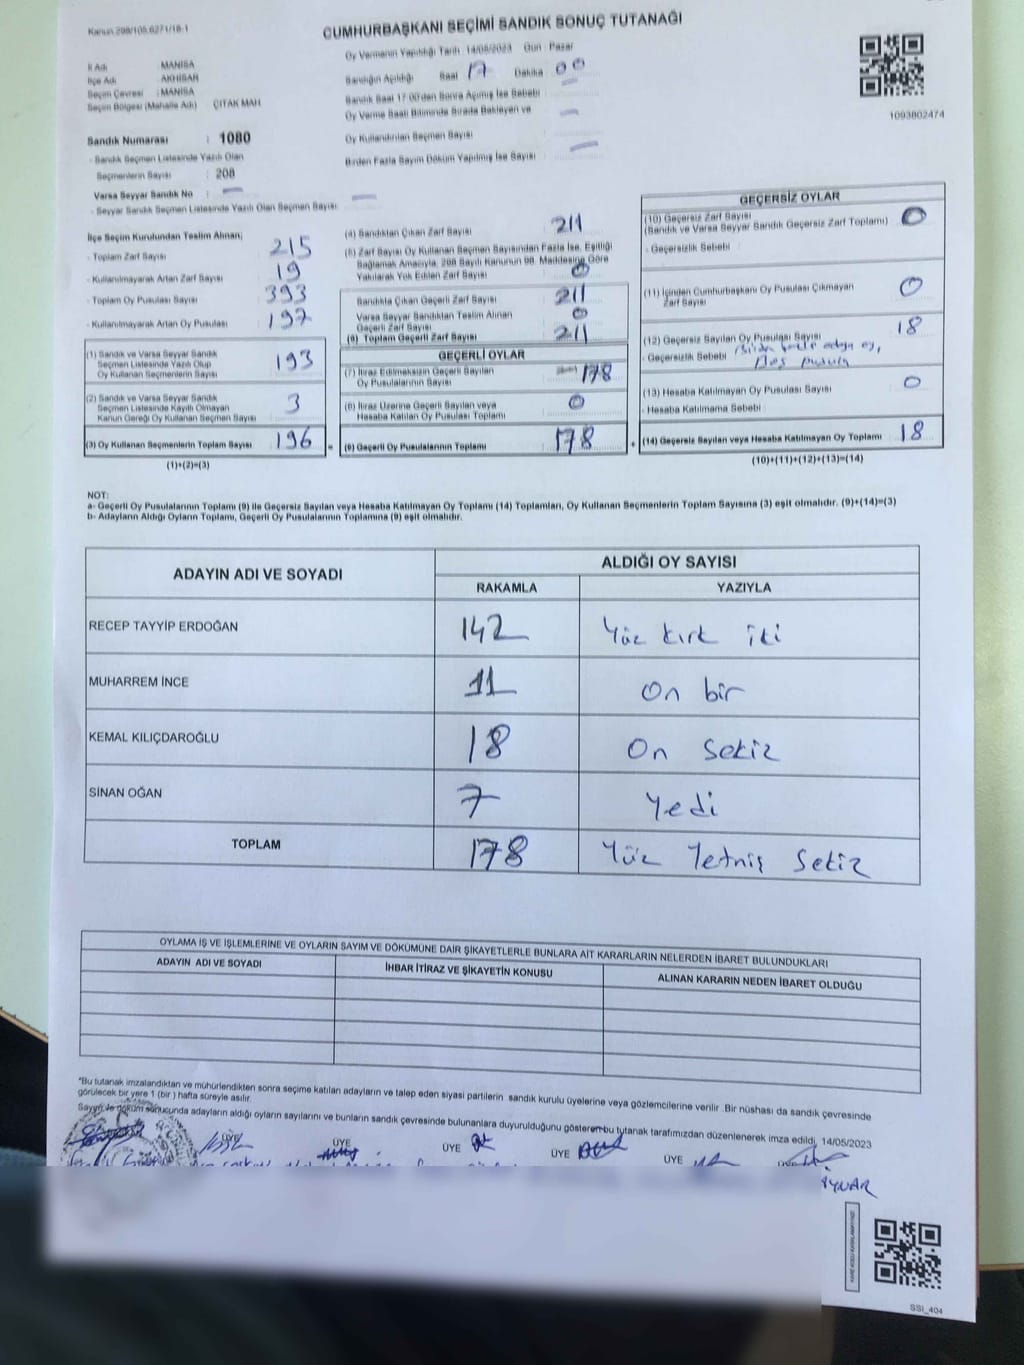 Kanun 298/105,6271/18-1
CUMHURBAŞKANI SEÇİMİ SANDIK SONUÇ TUTANAĞI
İl Adı : MANİSA
İlçe Adı : AKHİSAR
Seçim Çevresi : MANİSA
Seçim Bölgesi (Mahalle Adı) : ÇITAK MAH
Sandık Numarası : 1080
- Sandık Seçmen Listesinde Yazılı Olan
Seçmenlerin Sayısı : 208
Varsa Seyyar Sandık No : —
- Seyyar Sandık Seçmen Listesinde Yazılı Olan Seçmen Sayısı : —
Oy Vermenin Yapıldığı Tarih : 14/05/2023 Gün : Pazar
Sandığın Açıldığı Saat 17 Dakika : 00
Sandık Saat 17:00'den Sonra Açılmış İse Sebebi : —
Oy Verme Saati Bitiminde Sırada Bekleyen ve
Oy Kullandırılan Seçmen Sayısı : —
Birden Fazla Sayım Döküm Yapılmış İse Sayısı : —
1093802474
İlçe Seçim Kurulundan Teslim Alınan;
- Toplam Zarf Sayısı : 215
- Kullanılmayarak Artan Zarf Sayısı : 19
- Toplam Oy Pusulası Sayısı : 393
- Kullanılmayarak Artan Oy Pusulası : 197
(1) Sandık ve Varsa Seyyar Sandık
Seçmen Listesinde Yazılı Olup
Oy Kullanan Seçmenlerin Sayısı : 193
(2) Sandık ve Varsa Seyyar Sandık
Seçmen Listesinde Kayıtlı Olmayan
Kanun Gereği Oy Kullanan Seçmen Sayısı : 3
(3) Oy Kullanan Seçmenlerin Toplam Sayısı : 196
(1)+(2)=(3)
(4) Sandıktan Çıkan Zarf Sayısı : 211
(5) Zarf Sayısı Oy Kullanan Seçmen Sayısından Fazla İse, Eşitliği
Sağlamak Amacıyla, 298 Sayılı Kanunun 98. Maddesine Göre
Yakılarak Yok Edilen Zarf Sayısı : 0
Sandıkta Çıkan Geçerli Zarf Sayısı : 211
Varsa Seyyar Sandıktan Teslim Alınan
Geçerli Zarf Sayısı : 0
(6) Toplam Geçerli Zarf Sayısı : 211
GEÇERLİ OYLAR
(7) İtiraz Edilmeksizin Geçerli Sayılan
Oy Pusulalarının Sayısı : 178
(8) İtiraz Üzerine Geçerli Sayılan veya
Hesaba Katılan Oy Pusulaları Toplamı : 0
(9) Geçerli Oy Pusulalarının Toplamı : 178
GEÇERSİZ OYLAR
(10) Geçersiz Zarf Sayısı
(Sandık ve Varsa Seyyar Sandık Geçersiz Zarf Toplamı) : 0
- Geçersizlik Sebebi :
(11) İçinden Cumhurbaşkanı Oy Pusulası Çıkmayan
Zarf Sayısı : 0
(12) Geçersiz Sayılan Oy Pusulası Sayısı : 18
- Geçersizlik Sebebi : Birden fazla adaya oy,
Boş pusula
(13) Hesaba Katılmayan Oy Pusulası Sayısı : 0
- Hesaba Katılmama Sebebi :
(14) Geçersiz Sayılan veya Hesaba Katılmayan Oy Toplamı : 18
(10)+(11)+(12)+(13)=(14)
NOT:
a- Geçerli Oy Pusulalarının Toplamı (9) ile Geçersiz Sayılan veya Hesaba Katılmayan Oy Toplamı (14) Toplamları, Oy Kullanan Seçmenlerin Toplam Sayısına (3) eşit olmalıdır. (9)+(14)=(3)
b- Adayların Aldığı Oyların Toplamı, Geçerli Oy Pusulalarının Toplamına (9) eşit olmalıdır.
ADAYIN ADI VE SOYADI
ALDIĞI OY SAYISI
RAKAMLA YAZIYLA
RECEP TAYYİP ERDOĞAN 142 Yüz kırk iki
MUHARREM İNCE 11 On bir
KEMAL KILIÇDAROĞLU 18 On Sekiz
SİNAN OĞAN 7 Yedi
TOPLAM 178 Yüz Yetmiş Sekiz
OYLAMA İŞ VE İŞLEMLERİNE VE OYLARIN SAYIM VE DÖKÜMÜNE DAİR ŞİKAYETLERLE BUNLARA AİT KARARLARIN NELERDEN İBARET BULUNDUKLARI
ADAYIN ADI VE SOYADI İHBAR İTİRAZ VE ŞİKAYETİN KONUSU ALINAN KARARIN NEDEN İBARET OLDUĞU
*Bu tutanak imzalandıktan ve mühürlendikten sonra seçime katılan adayların ve talep eden siyasi partilerin sandık kurulu üyelerine veya gözlemcilerine verilir .Bir nüshası da sandık çevresinde
görülecek bir yere 1 (bir ) hafta süreyle asılır.
Sayım ve döküm sonucunda adayların aldığı oyların sayılarını ve bunların sandık çevresinde bulunanlara duyurulduğunu gösteren bu tutanak tarafımızdan düzenlenerek imza edildi. 14/05/2023
ÜYE ÜYE ÜYE ÜYE ÜYE
SSI_404